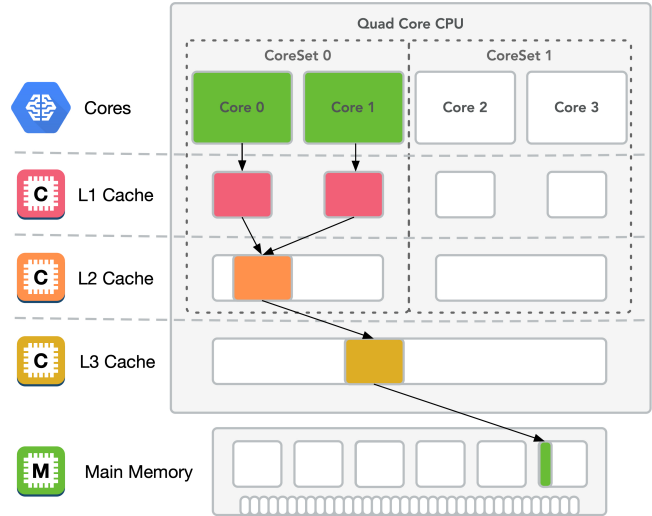 Quad Core CPU
CoreSet 0
CoreSet 1
Cores
Core 0
Core 1
Core 2
Core 3
C
L1 Cache
C
L2 Cache
C
L3 Cache
M
Main Memory